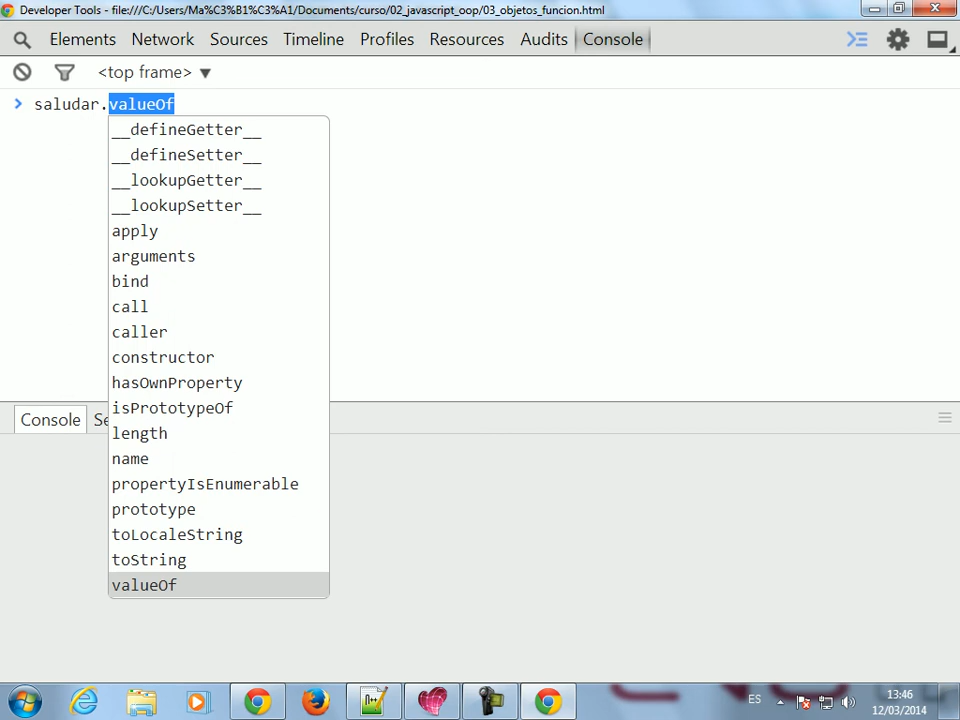 Developer Tools - file:///C:/Users/Ma%C3%B1%C3%A1/Documents/curso/02_javascript_oop/03_objetos_funcion.html
Elements Network Sources Timeline Profiles Resources Audits Console
<top frame> ▼
> saludar.valueOf
__defineGetter__
__defineSetter__
__lookupGetter__
__lookupSetter__
apply
arguments
bind
call
caller
constructor
hasOwnProperty
isPrototypeOf
length
name
propertyIsEnumerable
prototype
toLocaleString
toString
valueOf
Console Se
ES
13:46
12/03/2014